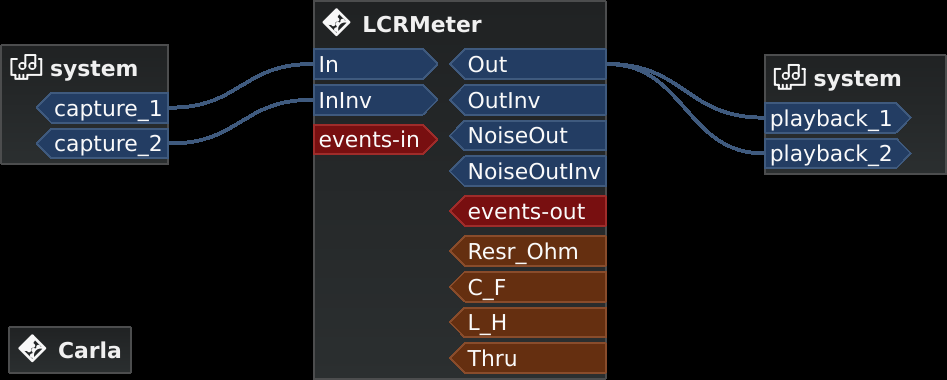 system
capture_1
capture_2
LCRMeter
In
InInv
events-in
Out
OutInv
NoiseOut
NoiseOutInv
events-out
Resr_Ohm
C_F
L_H
Thru
system
playback_1
playback_2
Carla